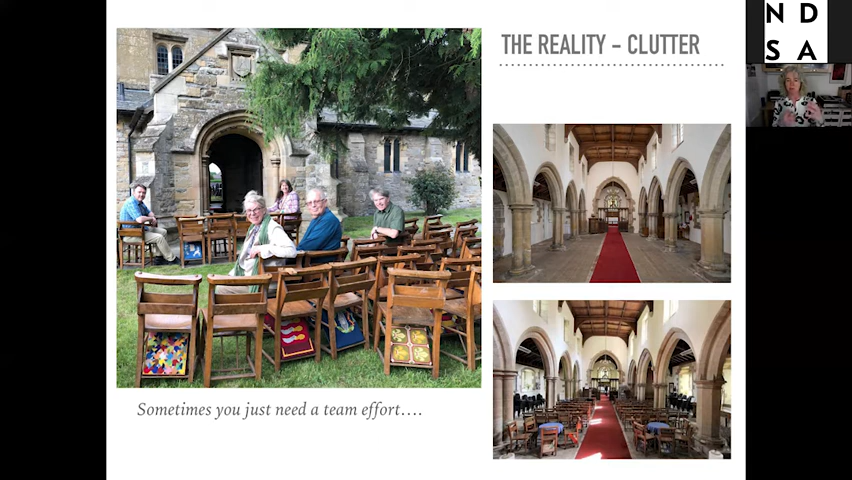 THE REALITY – CLUTTER
N D
S A
Sometimes you just need a team effort….